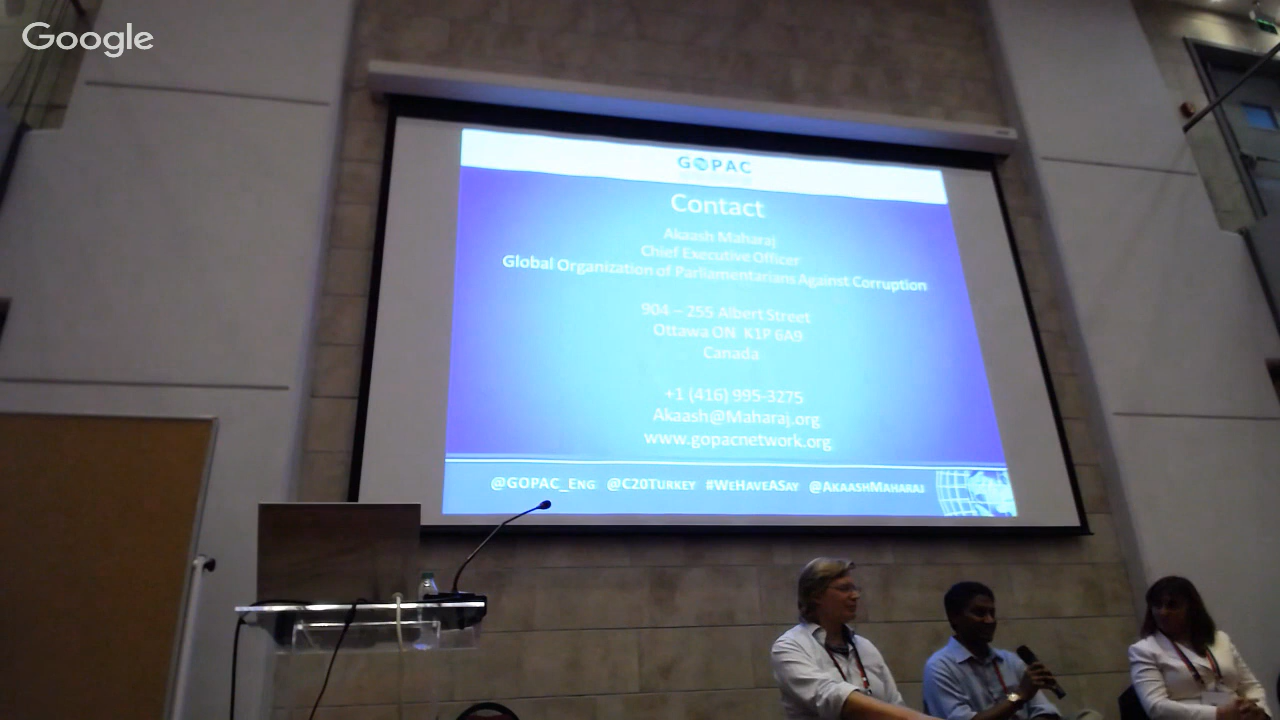 Google
GOPAC
Contact
Akaash Maharaj
Chief Executive Officer
Global Organization of Parliamentarians Against Corruption
904 – 255 Albert Street
Ottawa ON K1P 6A9
Canada
+1 (416) 995-3275
Akaash@Maharaj.org
www.gopacnetwork.org
@GOPAC_Eng @C20Turkey #WeHaveASay @AkaashMaharaj